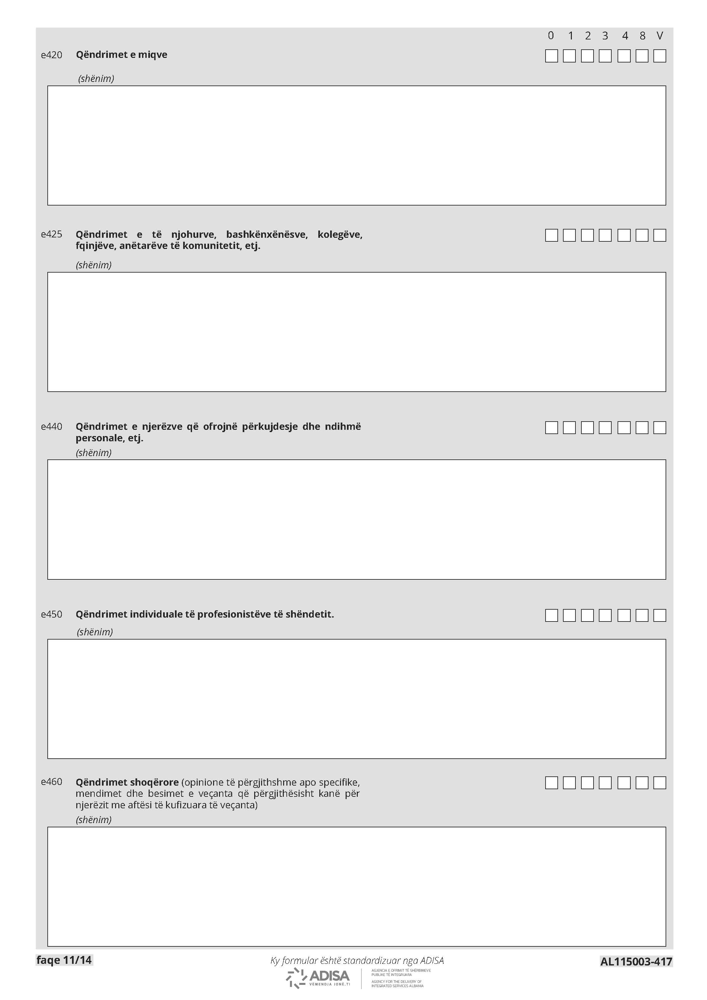 0 1 2 3 4 8 V
e420 Qëndrimet e miqve
(shënim)
e425 Qëndrimet e të njohurve, bashkënxënësve, kolegëve,
fqinjëve, anëtarëve të komunitetit, etj.
(shënim)
e440 Qëndrimet e njerëzve që ofrojnë përkujdesje dhe ndihmë
personale, etj.
(shënim)
e450 Qëndrimet individuale të profesionistëve të shëndetit.
(shënim)
e460 Qëndrimet shoqërore (opinione të përgjithshme apo specifike,
mendimet dhe besimet e veçanta që përgjithësisht kanë për
njerëzit me aftësi të kufizuara të veçanta)
(shënim)
faqe 11/14
Ky formular është standardizuar nga ADISA
AL115003-417
ADISA
VËMENDJA JONË,TI
AGJENCIA E OFRIMIT TË SHËRBIMEVE
PUBLIKE TË INTEGRUARA
AGENCY FOR THE DELIVERY OF
INTEGRATED SERVICES ALBANIA